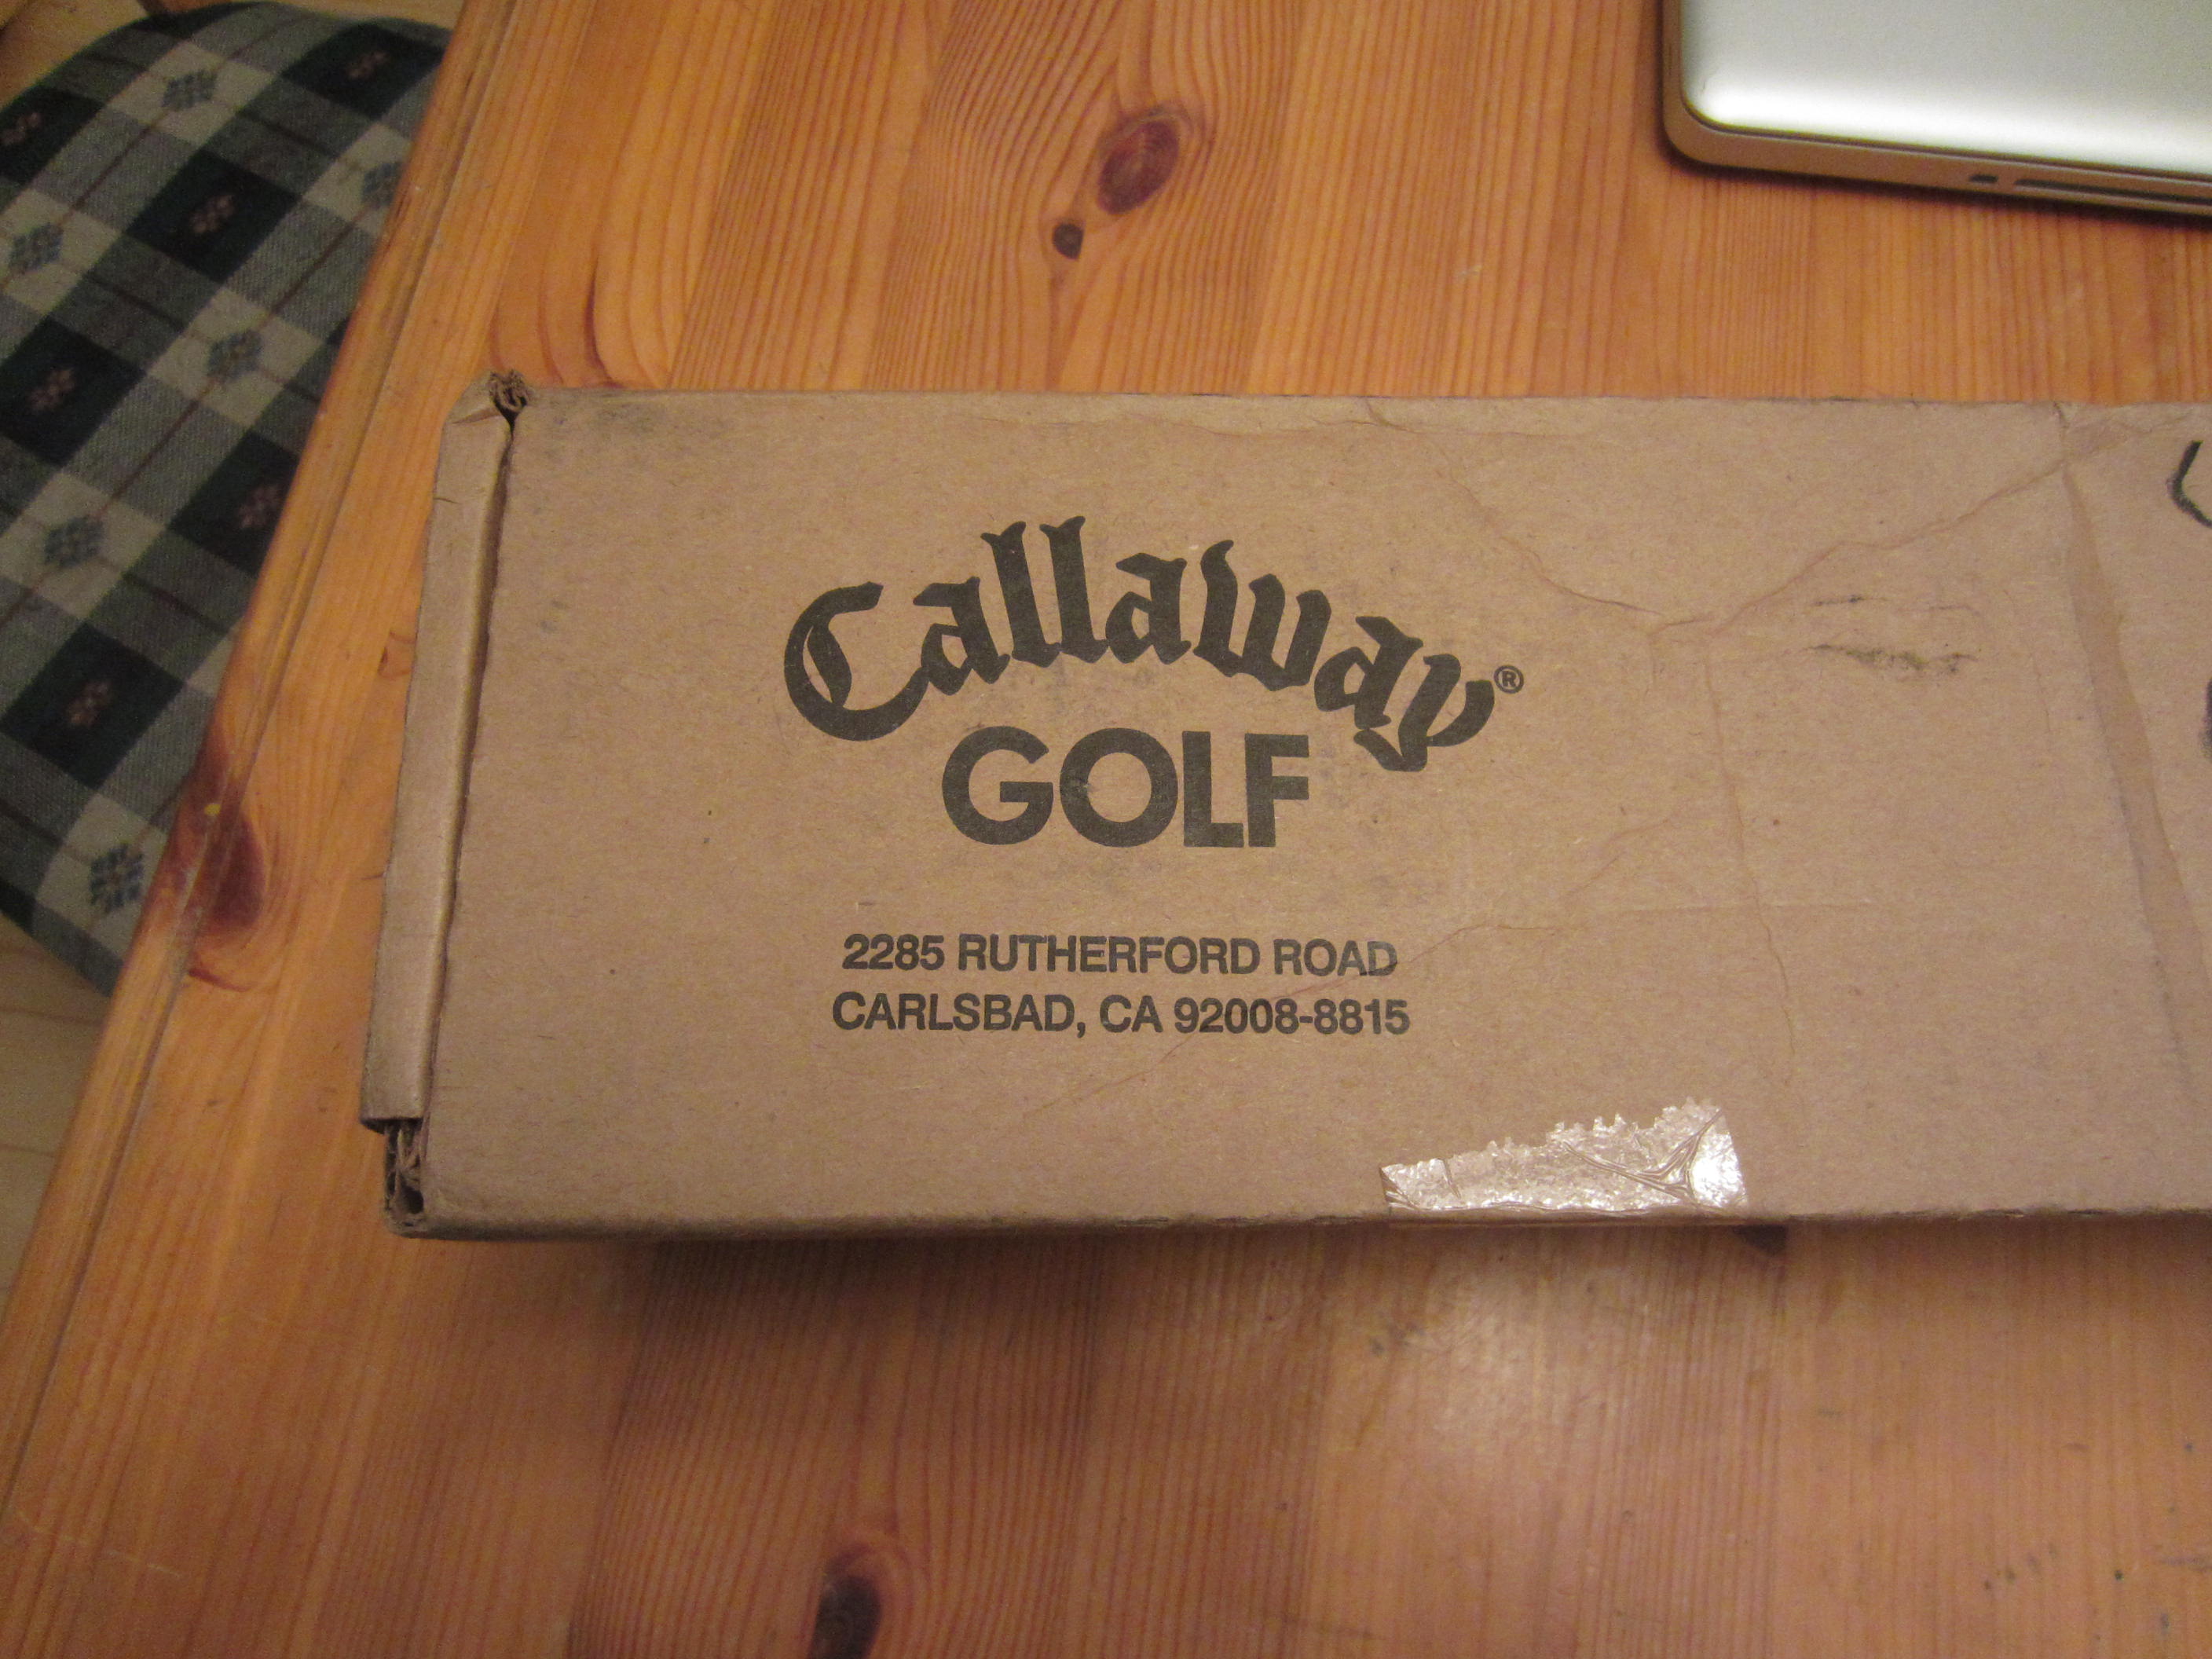 Callaway®
GOLF
2285 RUTHERFORD ROAD
CARLSBAD, CA 92008-8815